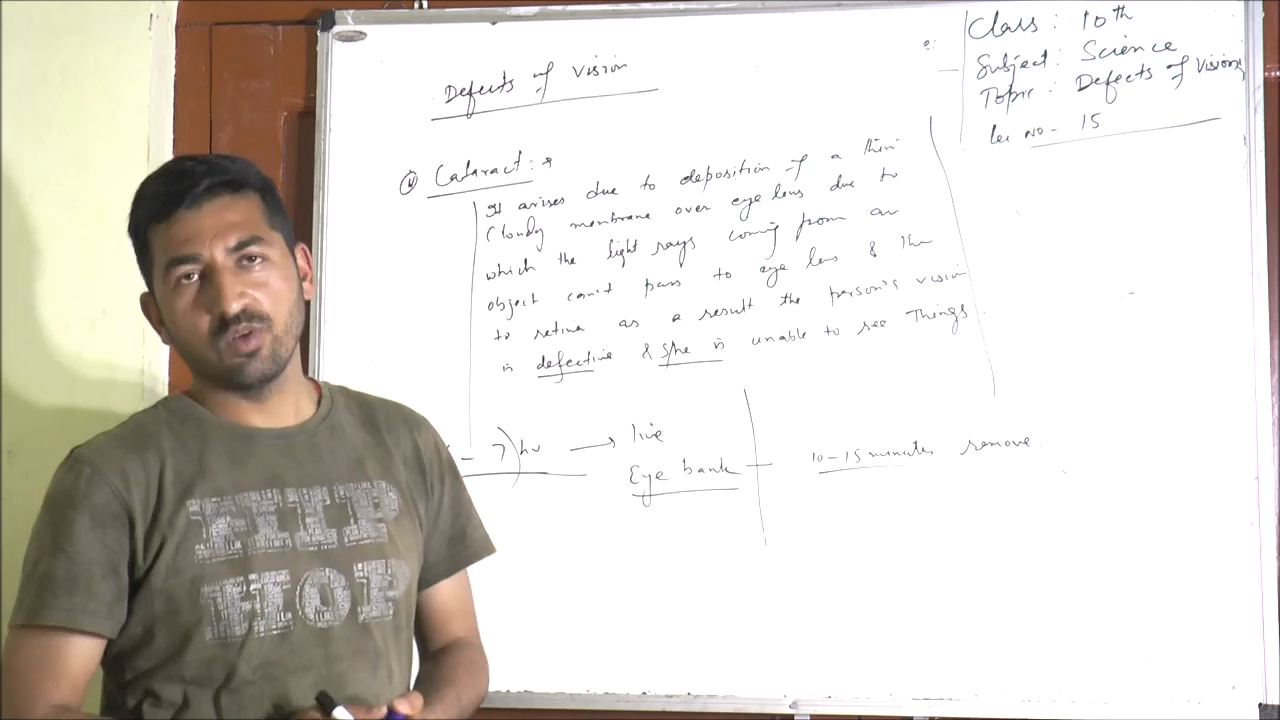 Defects of vision
Class: 10th
Subject: Science
Topic: Defects of vision
Lec NO - 15
Cataract:
It arises due to deposition of a thin
cloudy membrane over eye lens due to
which the light rays coming from an
object can't pass to eye lens & the
to retina as a result the person's vision
is defective & s/he is unable to see things
- 7) hr → live
Eye bank
10-15 minutes remove
HIP
HOP